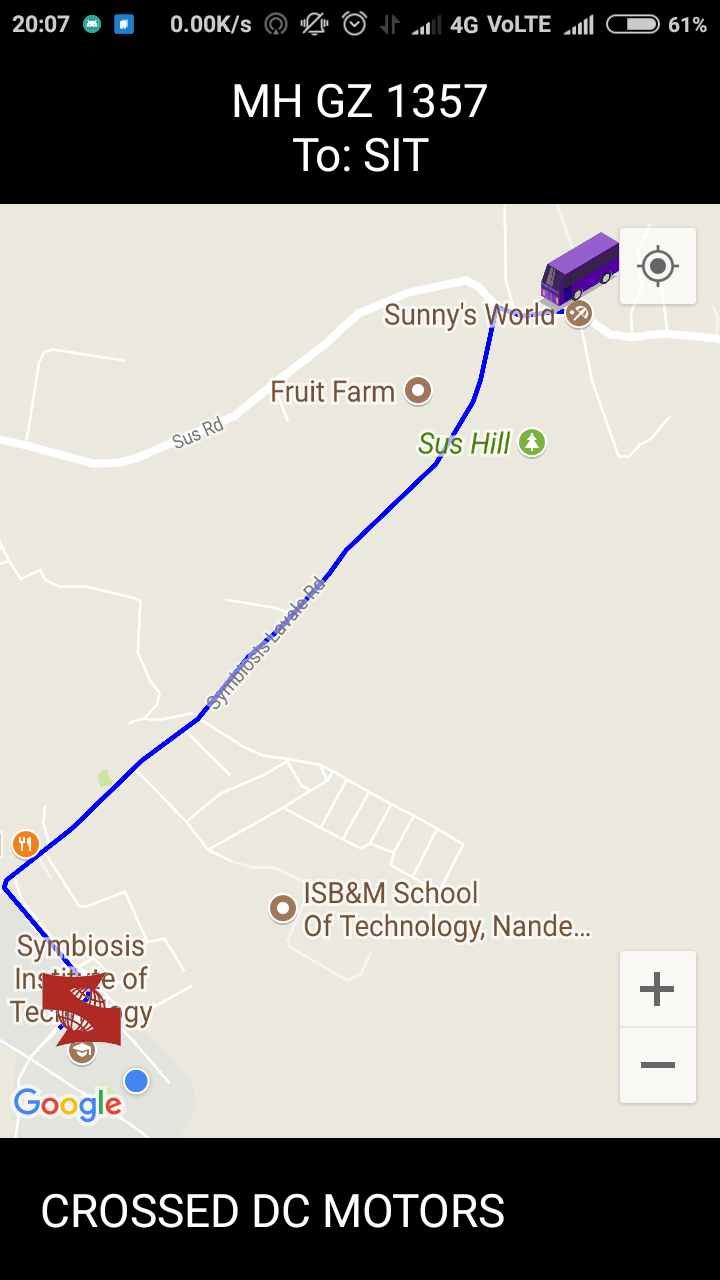 20:07 0.00K/s 4G VoLTE 61%
MH GZ 1357
To: SIT
Sunny's World
Fruit Farm
Sus Rd
Sus Hill
Symbiosis Lavale Rd
ISB&M School
Of Technology, Nande...
Symbiosis
Institute of
Technology
Google
CROSSED DC MOTORS